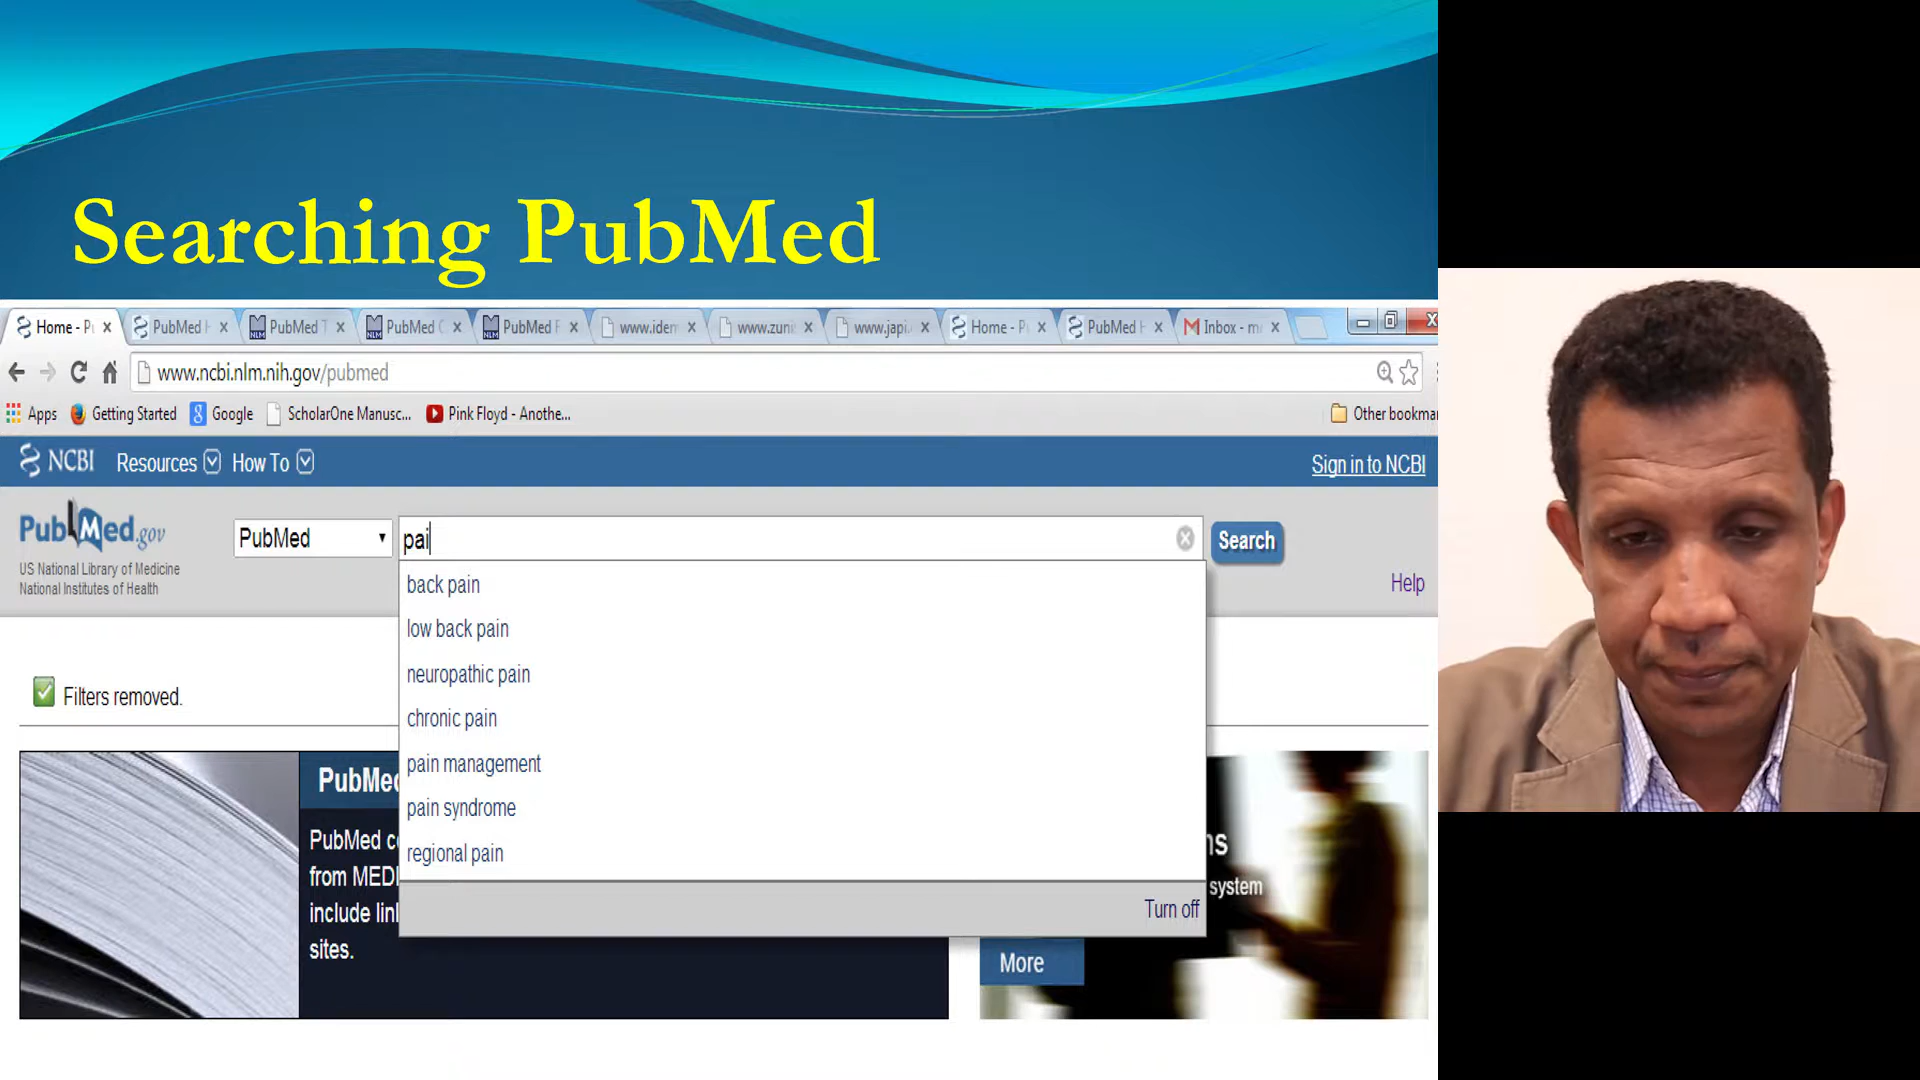 Searching PubMed
Home - P
PubMed H
PubMed T
PubMed
PubMed
www.iden
www.zuni
www.japi
Home - P
PubMed H
Inbox - m
www.ncbi.nlm.nih.gov/pubmed
Apps
Getting Started
Google
ScholarOne Manusc...
Pink Floyd - Anothe...
Other bookmar
NCBI
Resources
How To
Sign in to NCBI
PubMed.gov
US National Library of Medicine
National Institutes of Health
PubMed
pai
Search
Help
back pain
low back pain
neuropathic pain
chronic pain
pain management
pain syndrome
regional pain
Turn off
Filters removed.
PubMed
PubMed c
from MEDI
include lin
sites.
ns
system
More